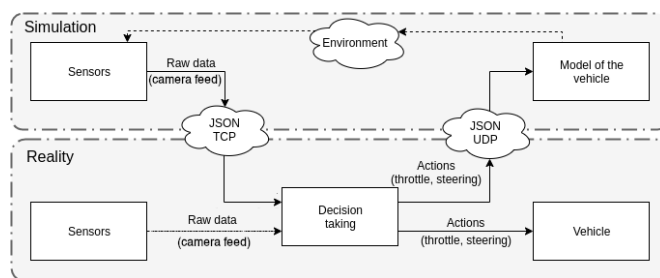 Simulation
Environment
Sensors
Raw data
(camera feed)
Model of the
vehicle
JSON
TCP
JSON
UDP
Reality
Actions
(throttle, steering)
Sensors
Raw data
(camera feed)
Decision
taking
Actions
(throttle, steering)
Vehicle